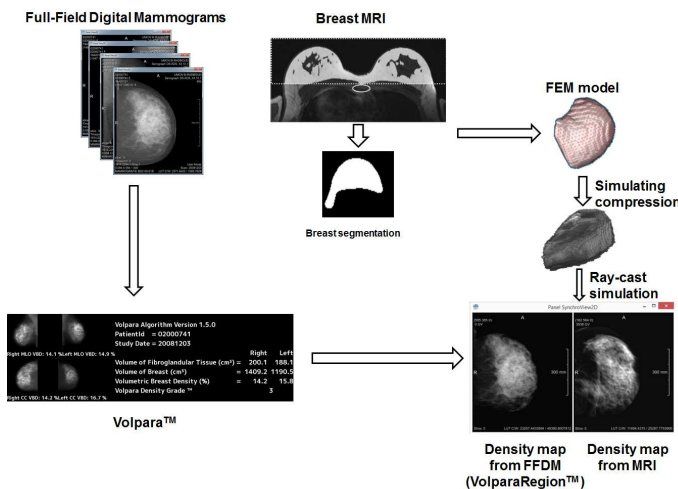 Full-Field Digital Mammograms
Breast MRI
FEM model
Breast segmentation
Simulating
compression
Ray-cast
simulation
Volpara Algorithm Version 1.5.0
PatientId = 02000741
Study Date = 20081203
Right Left
Volume of Fibroglandular Tissue (cm³) = 200.1 188.1
Volume of Breast (cm³) = 1409.2 1190.5
Volumetric Breast Density (%) = 14.2 15.8
Volpara Density Grade ™ 3
Right MLO VBD: 14.1 % Left MLO VBD: 14.9 %
Right CC VBD: 14.2 % Left CC VBD: 16.7 %
Volpara™
Panel SynchroView2D
A
A
R
R
300 mm
300 mm
Density map
from FFDM
(VolparaRegion™)
Density map
from MRI